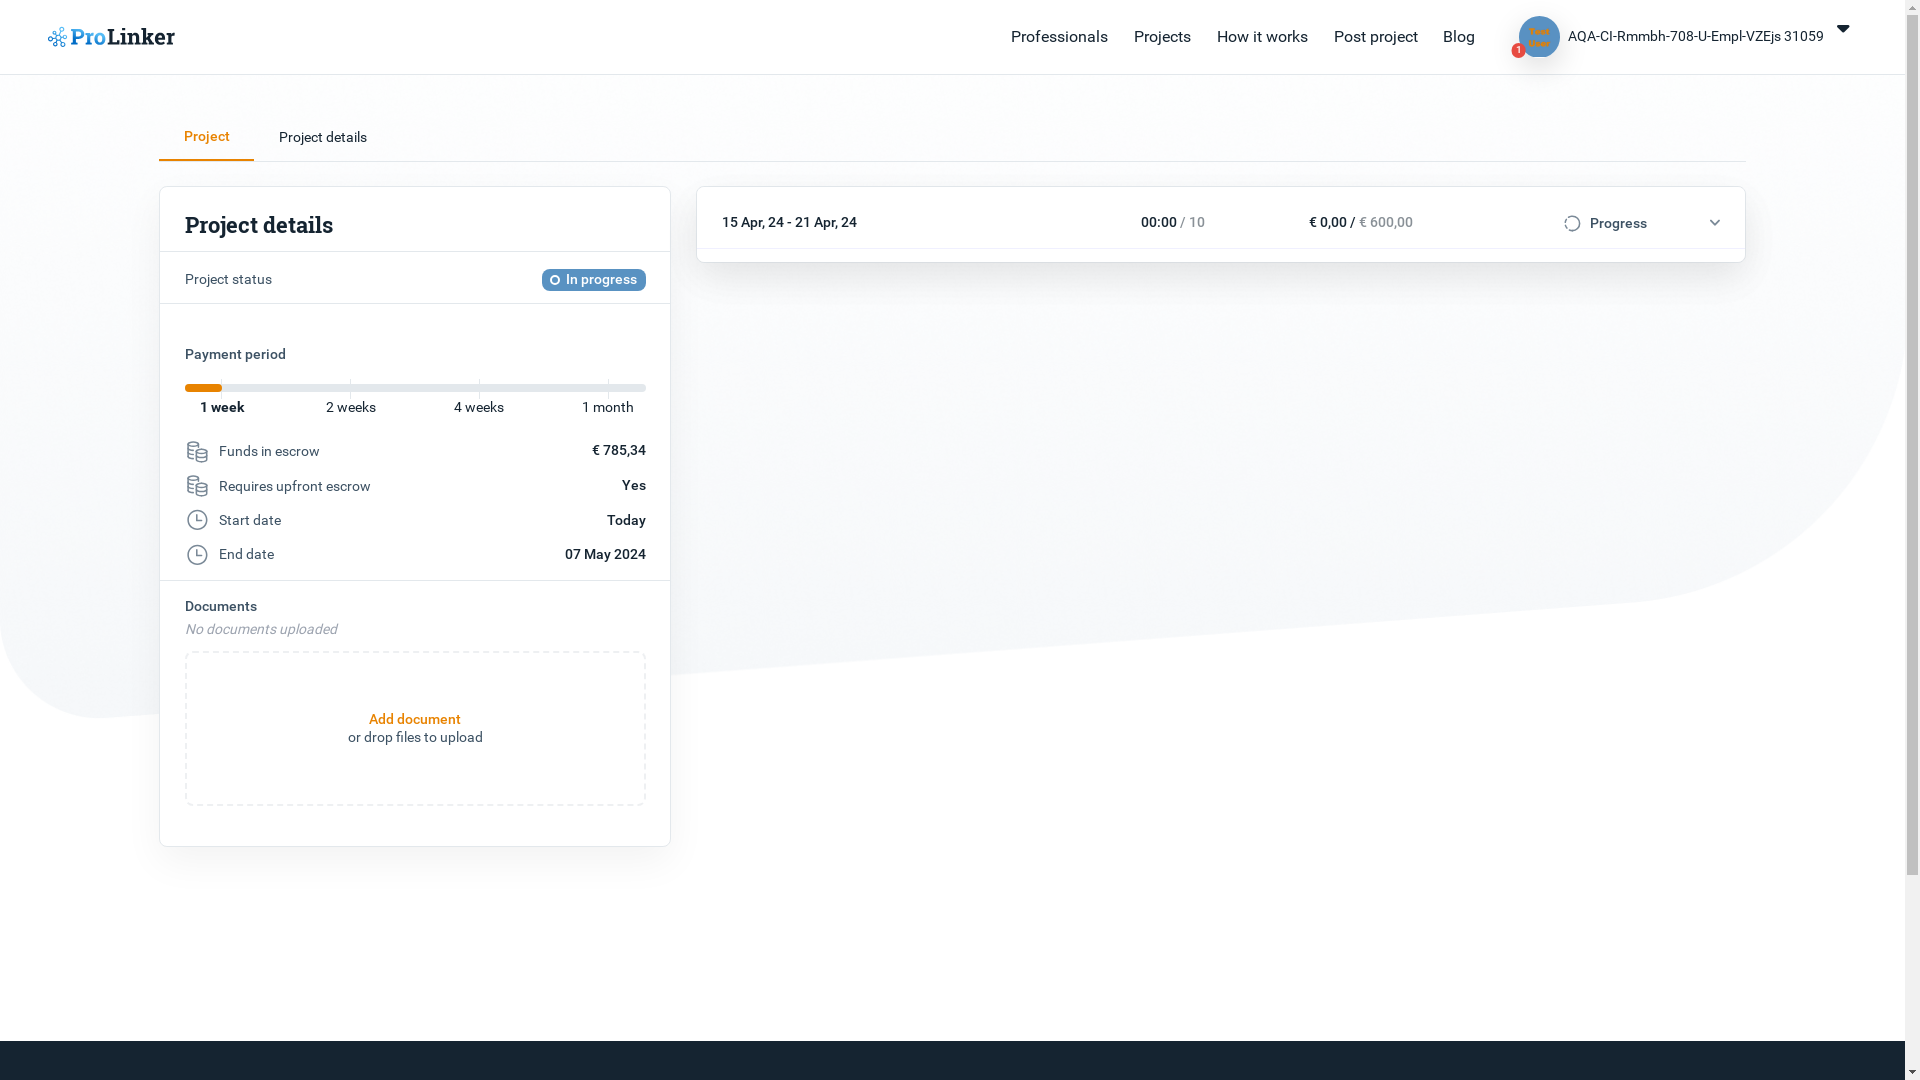 ProLinker
Professionals
Projects
How it works
Post project
Blog
Test
User
1
AQA-CI-Rmmbh-708-U-Empl-VZEjs 31059
Project
Project details
Project details
Project status
In progress
Payment period
1 week
2 weeks
4 weeks
1 month
Funds in escrow
€ 785,34
Requires upfront escrow
Yes
Start date
Today
End date
07 May 2024
Documents
No documents uploaded
Add document
or drop files to upload
15 Apr, 24 - 21 Apr, 24
00:00 / 10
€ 0,00 / € 600,00
Progress